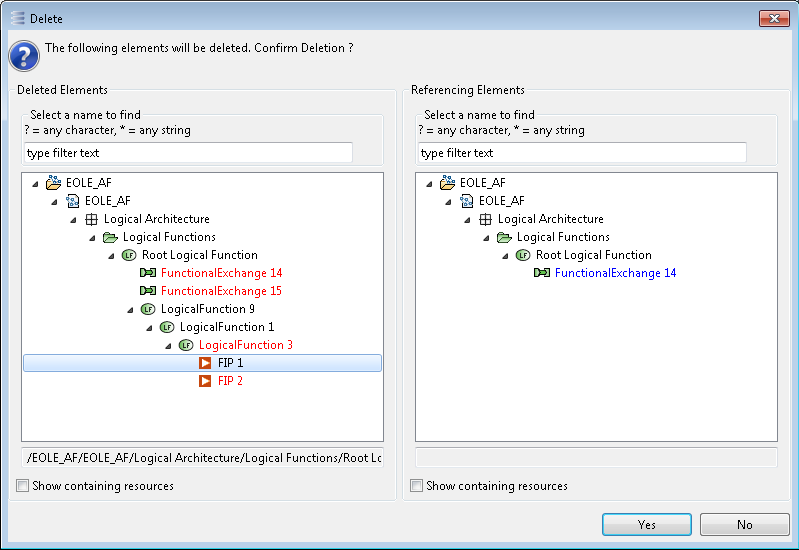 Delete
The following elements will be deleted. Confirm Deletion ?
Deleted Elements
Select a name to find
? = any character, * = any string
type filter text
EOLE_AF
EOLE_AF
Logical Architecture
Logical Functions
LF Root Logical Function
FunctionalExchange 14
FunctionalExchange 15
LF LogicalFunction 9
LF LogicalFunction 1
LF LogicalFunction 3
FIP 1
FIP 2
/EOLE_AF/EOLE_AF/Logical Architecture/Logical Functions/Root Lo
Show containing resources
Referencing Elements
Select a name to find
? = any character, * = any string
type filter text
EOLE_AF
EOLE_AF
Logical Architecture
Logical Functions
LF Root Logical Function
FunctionalExchange 14
Show containing resources
Yes
No